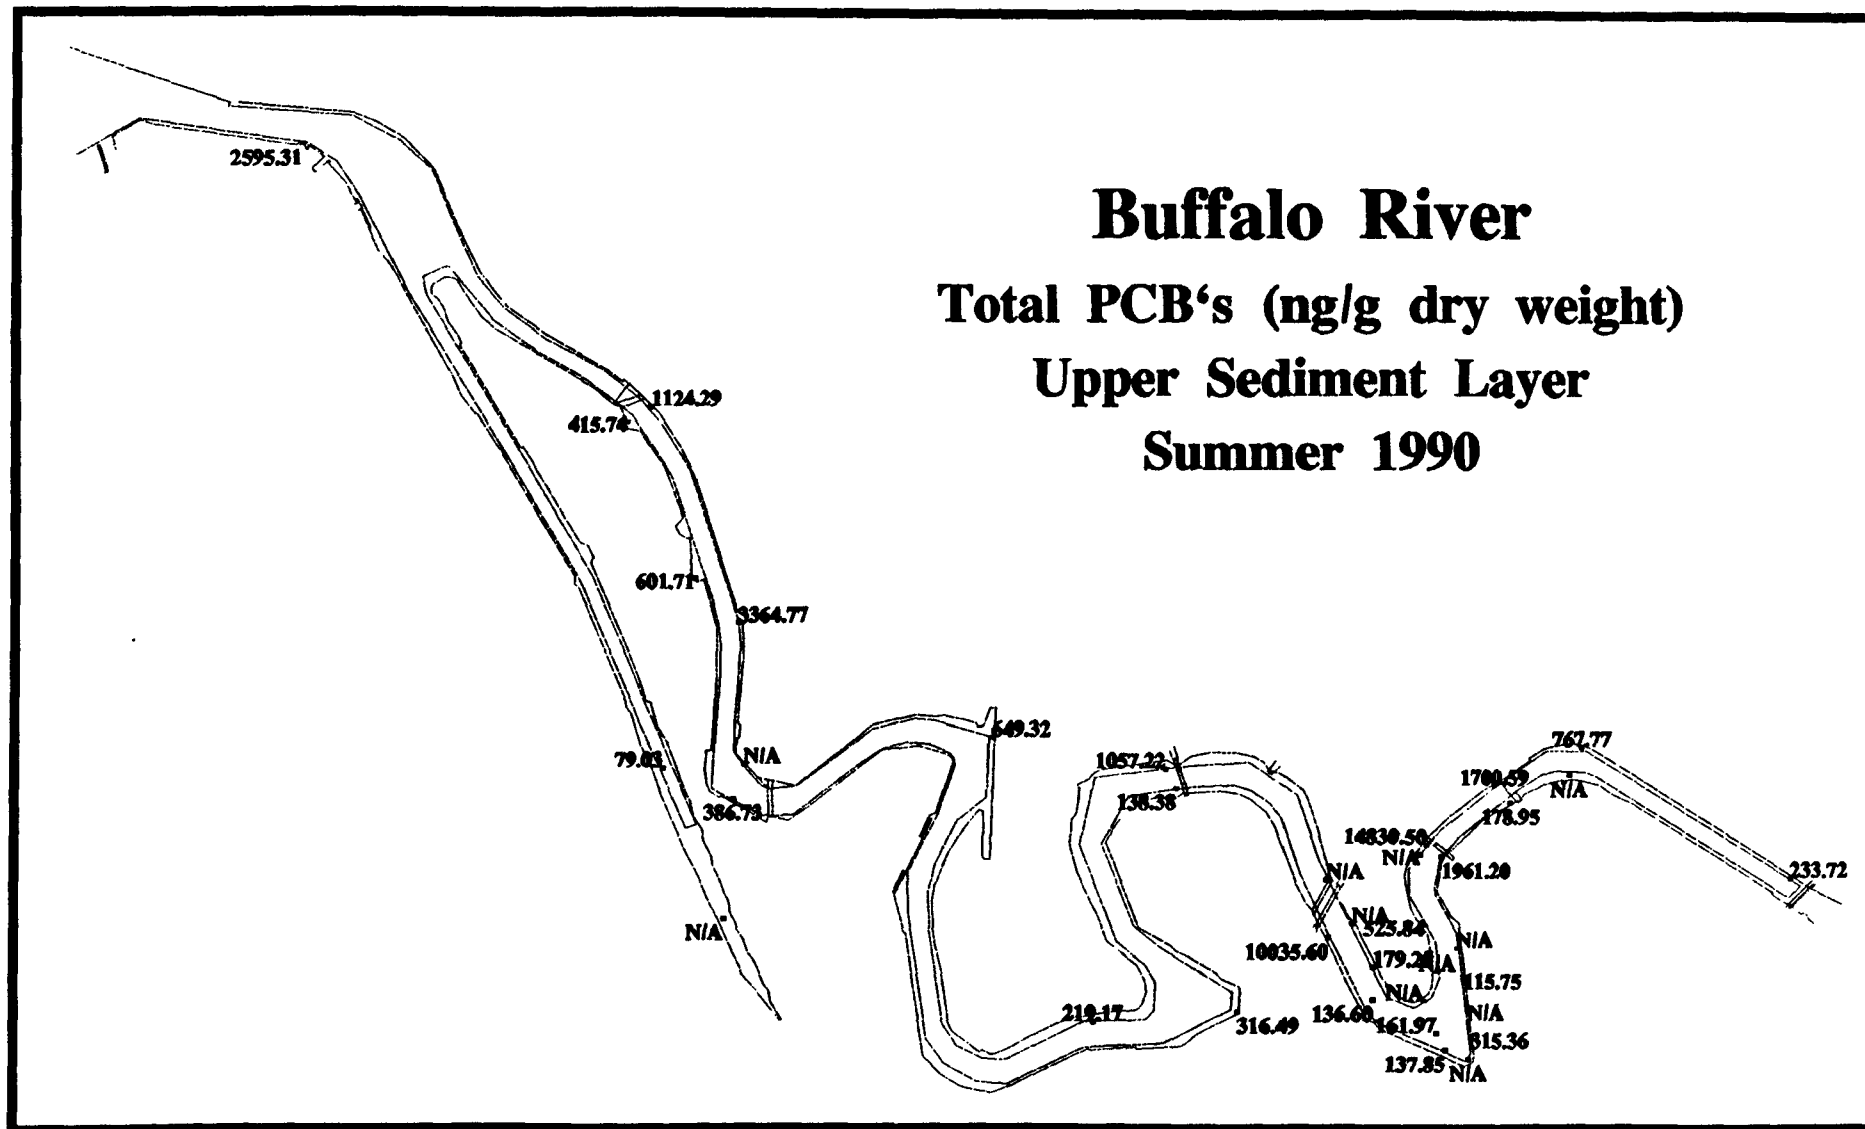 Buffalo River
Total PCB‘s (ng/g dry weight)
Upper Sediment Layer
Summer 1990
2595.31
1124.29
415.74
601.71
3364.77
79.03
N/A
386.73
N/A
649.32
1057.22
138.38
219.17
316.49
767.77
1700.59
N/A
178.95
14830.50
N/A
1961.20
233.72
N/A
N/A
525.84
10035.60
N/A
179.28
N/A
115.75
N/A
136.60
161.97
N/A
315.36
137.85
N/A